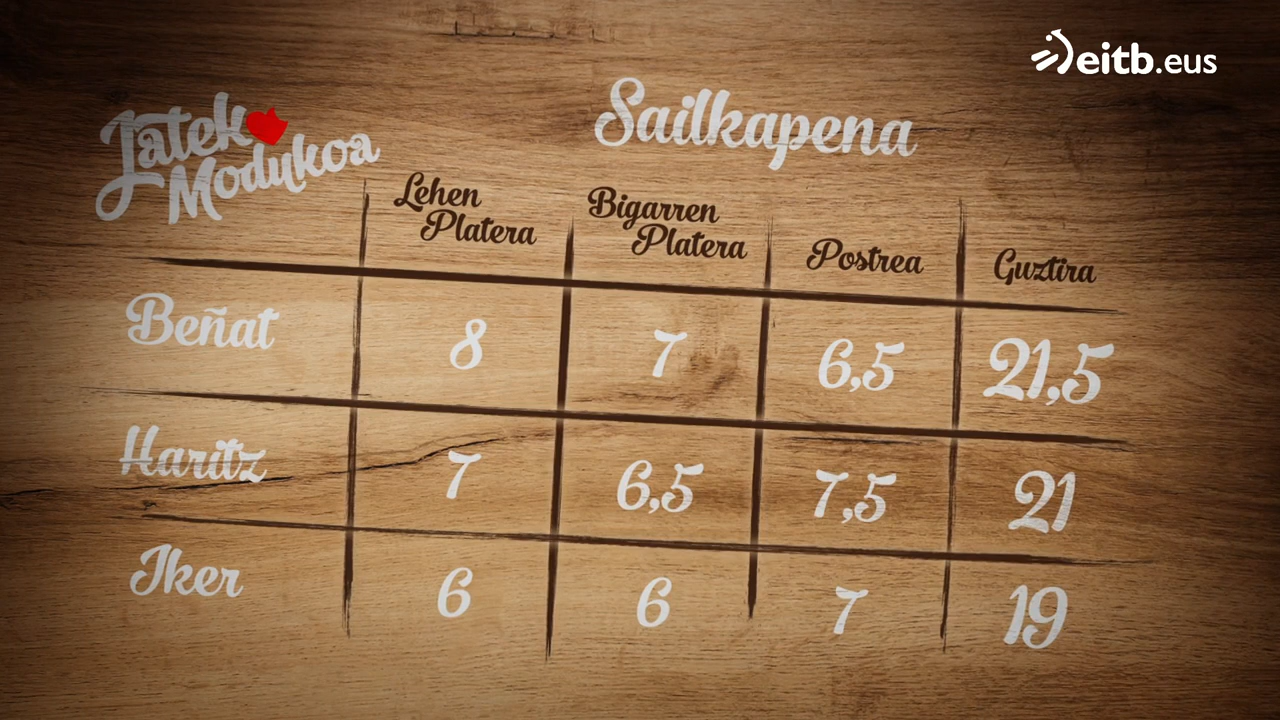 eitb.eus
Jatek
Modukoa
Sailkapena
Lehen
Platera
Bigarren
Platera
Postrea
Guztira
Beñat 8 7 6,5 21,5
Haritz 7 6,5 7,5 21
Iker 6 6 7 19